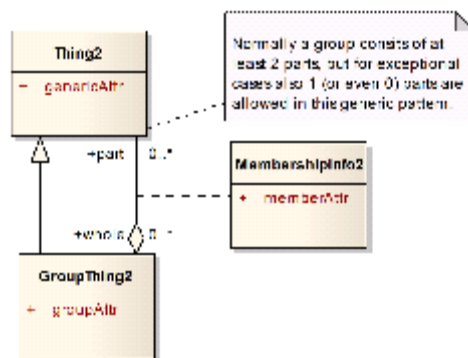 Thing2
- genericAttr
Normally a group consits of at
least 2 parts, but for exceptional
cases also 1 (or even 0) parts are
allowed in this generic pattern.
+part
0..*
MembershipInfo2
+ memberAttr
+whole
0..*
GroupThing2
+ groupAttr